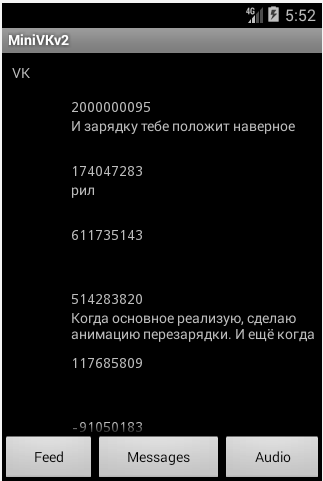 4G 5:52
MiniVKv2
VK
2000000095
И зарядку тебе положит наверное
174047283
рил
611735143
514283820
Когда основное реализую, сделаю
анимацию перезарядки. И ещё когда
117685809
-91050183
Feed Messages Audio